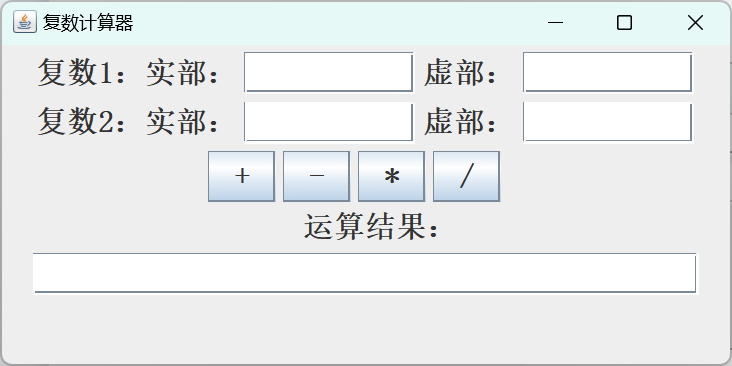 复数计算器
复数1：实部： 虚部：
复数2：实部： 虚部：
+ - * /
运算结果：